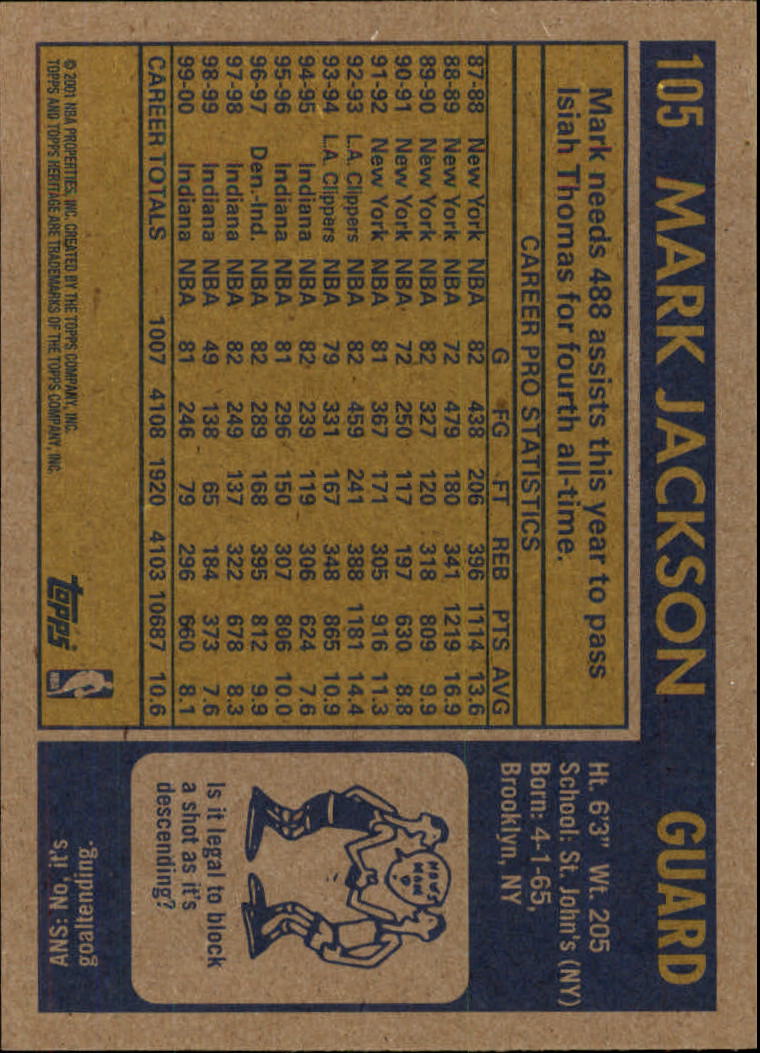 105 MARK JACKSON GUARD
Mark needs 488 assists this year to pass
Isiah Thomas for fourth all-time.
CAREER PRO STATISTICS
G FG FT REB PTS AVG
87-88 New York NBA 82 438 206 396 1114 13.6
88-89 New York NBA 72 479 180 341 1219 16.9
89-90 New York NBA 82 327 120 318 809 9.9
90-91 New York NBA 72 250 117 197 630 8.8
91-92 New York NBA 81 367 171 305 916 11.3
92-93 L.A. Clippers NBA 82 459 241 388 1181 14.4
93-94 L.A. Clippers NBA 79 331 167 348 865 10.9
94-95 Indiana NBA 82 239 119 306 624 7.6
95-96 Indiana NBA 81 296 150 307 806 10.0
96-97 Den.-Ind. NBA 82 289 168 395 812 9.9
97-98 Indiana NBA 82 249 137 322 678 8.3
98-99 Indiana NBA 49 138 65 184 373 7.6
99-00 Indiana NBA 81 246 79 296 660 8.1
CAREER TOTALS 1007 4108 1920 4103 10687 10.6
© 2001 NBA PROPERTIES, INC. CREATED BY THE TOPPS COMPANY, INC.
TOPPS AND TOPPS HERITAGE ARE TRADEMARKS OF THE TOPPS COMPANY, INC.
topps
NBA
Ht. 6'3" Wt. 205
School: St. John's (NY)
Born: 4-1-65,
Brooklyn, NY
HOWS
MOM
?
Is it legal to block
a shot as it's
descending?
ANS: No, it's
goaltending.